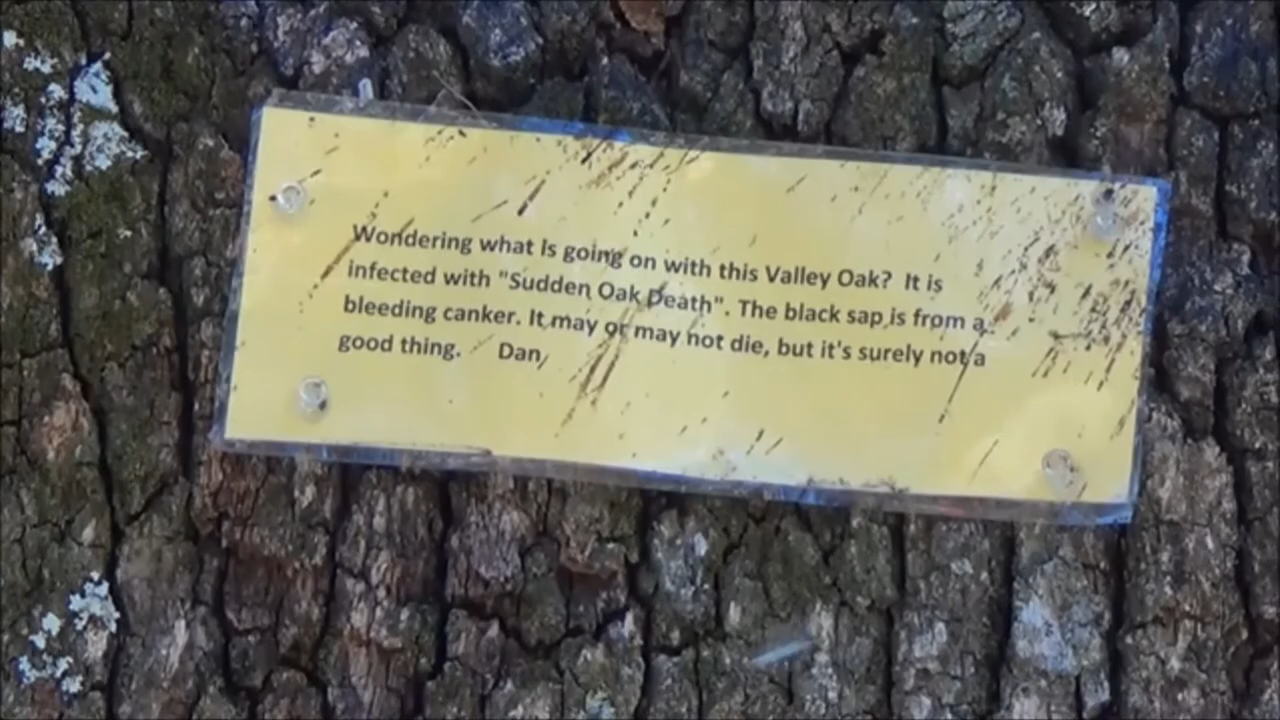 Wondering what is going on with this Valley Oak? It is
infected with "Sudden Oak Death". The black sap is from a
bleeding canker. It may or may not die, but it's surely not a
good thing. Dan